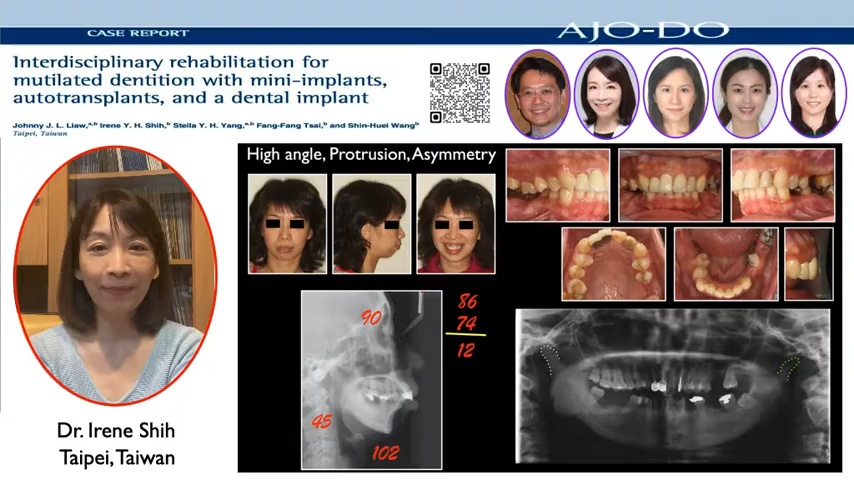 CASE REPORT
AJO-DO
Interdisciplinary rehabilitation for
mutilated dentition with mini-implants,
autotransplants, and a dental implant
Johnny J. L. Liaw,a,b Irene Y. H. Shih,b Stella Y. H. Yang,a,b Fang-Fang Tsai,b and Shin-Huei Wangb
Taipei, Taiwan
High angle, Protrusion, Asymmetry
90
86
74
12
45
102
Dr. Irene Shih
Taipei, Taiwan